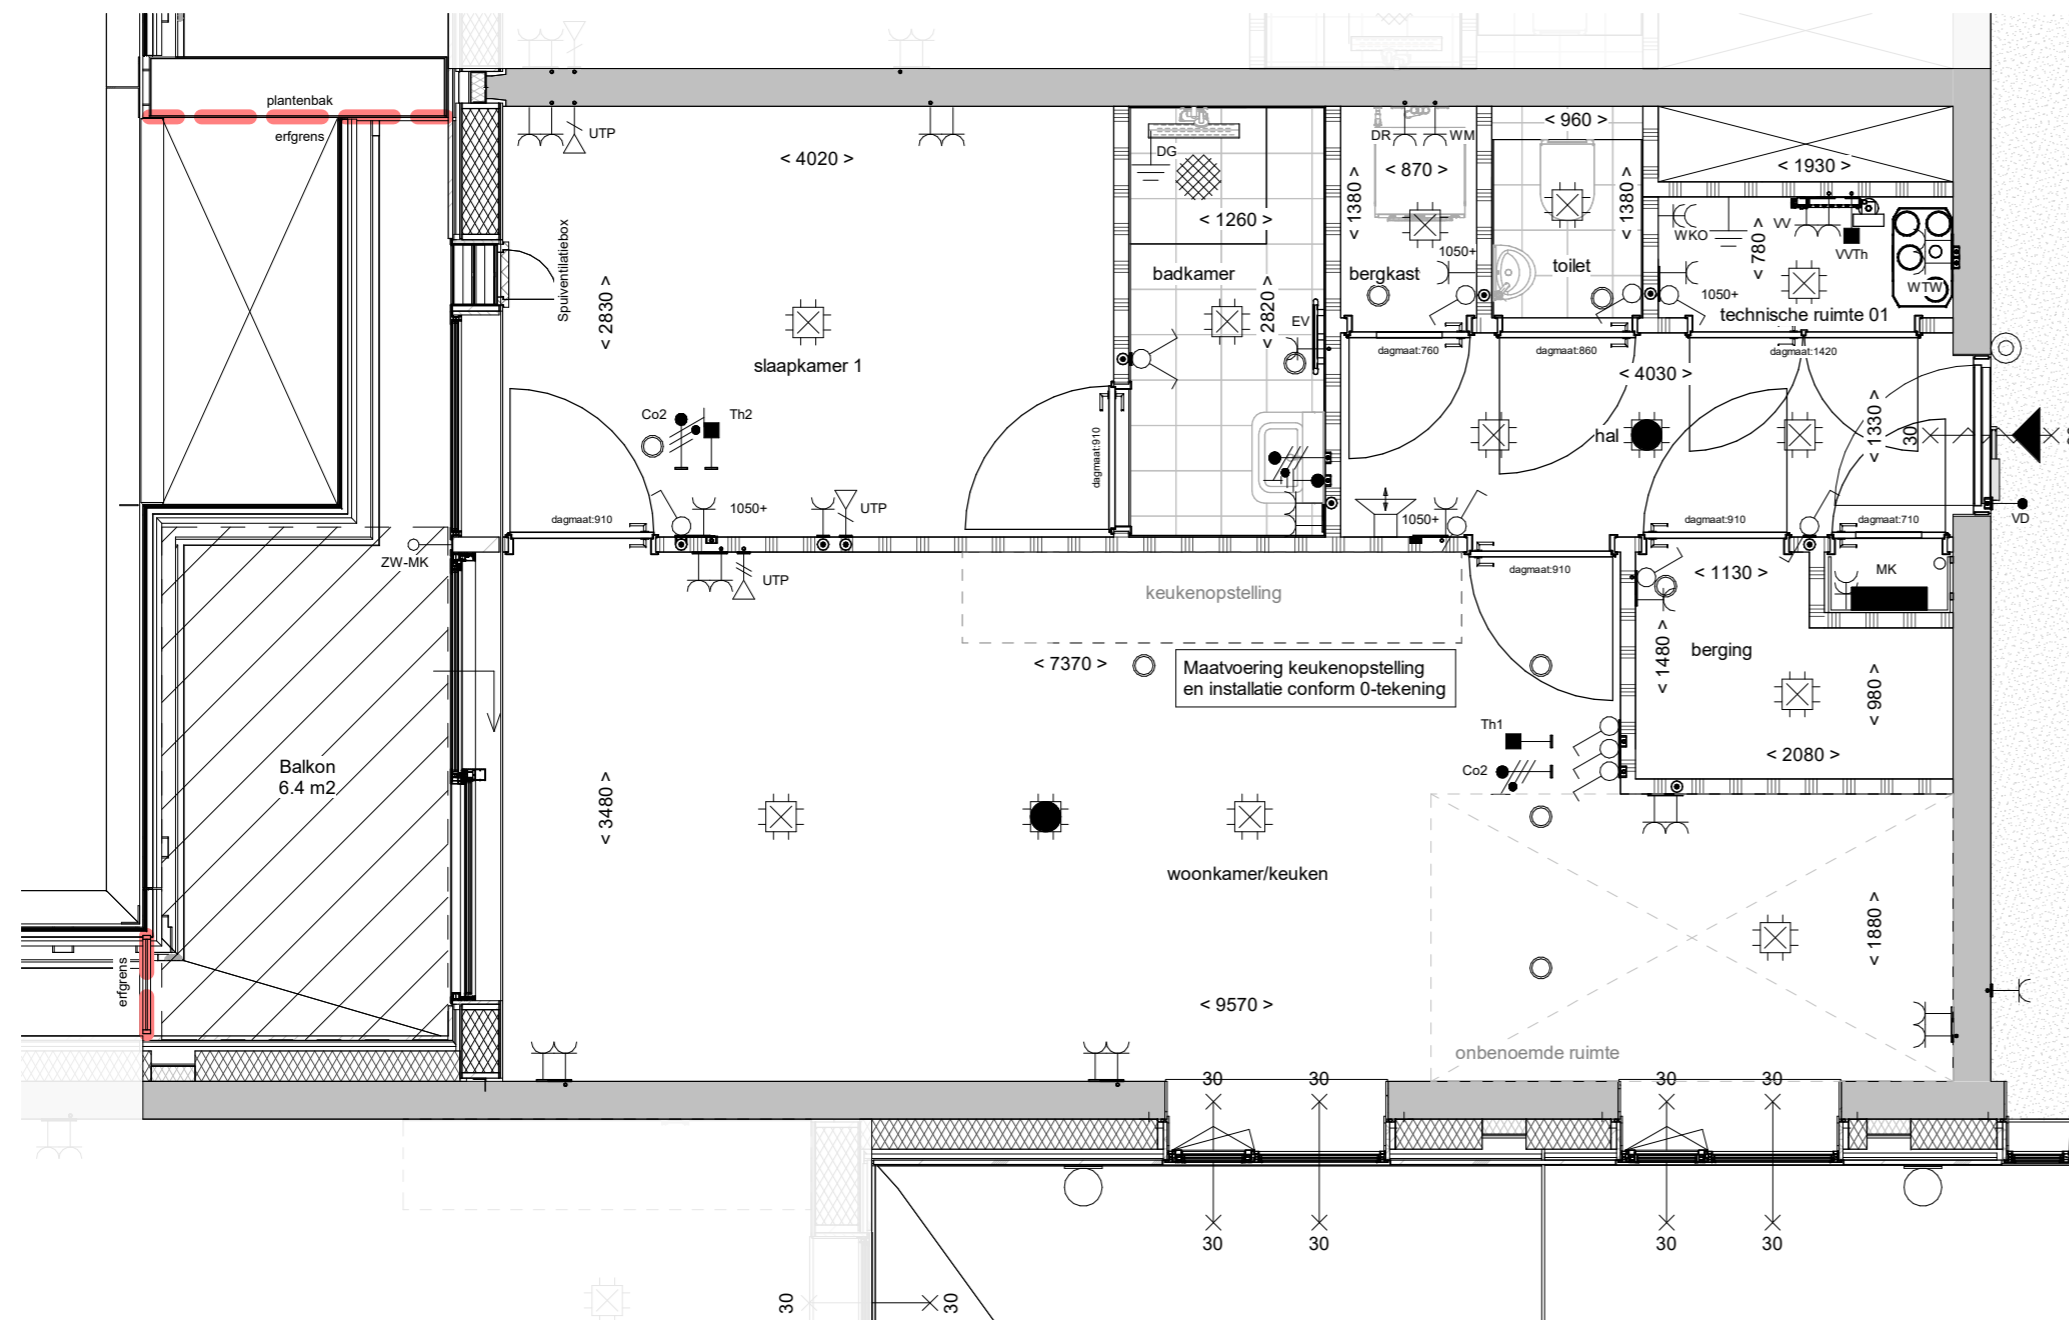 plantenbak
erfgrens
UTP
< 4020 >
DG
< 1260 >
badkamer
< 2820 >
EV
DR
WM
< 1380 >
< 870 >
1050+
bergkast
< 960 >
< 1380 >
toilet
< 1930 >
WKO
< 780 >
VV
VVTh
WTW
1050+
technische ruimte 01
Spuiventilatiebox
< 2830 >
slaapkamer 1
dagmaat:760
dagmaat:860
dagmaat:1420
< 4030 >
hal
< 1330 >
30
Co2
Th2
dagmaat:910
dagmaat:910
1050+
UTP
1050+
dagmaat:910
dagmaat:710
VD
ZW-MK
UTP
keukenopstelling
dagmaat:910
< 1130 >
MK
< 1480 >
berging
< 7370 >
Maatvoering keukenopstelling
en installatie conform 0-tekening
< 980 >
< 2080 >
Th1
Co2
Balkon
6.4 m2
< 3480 >
woonkamer/keuken
< 1880 >
erfgrens
< 9570 >
onbenoemde ruimte
30
30
30
30
30
30
30
30
30
30